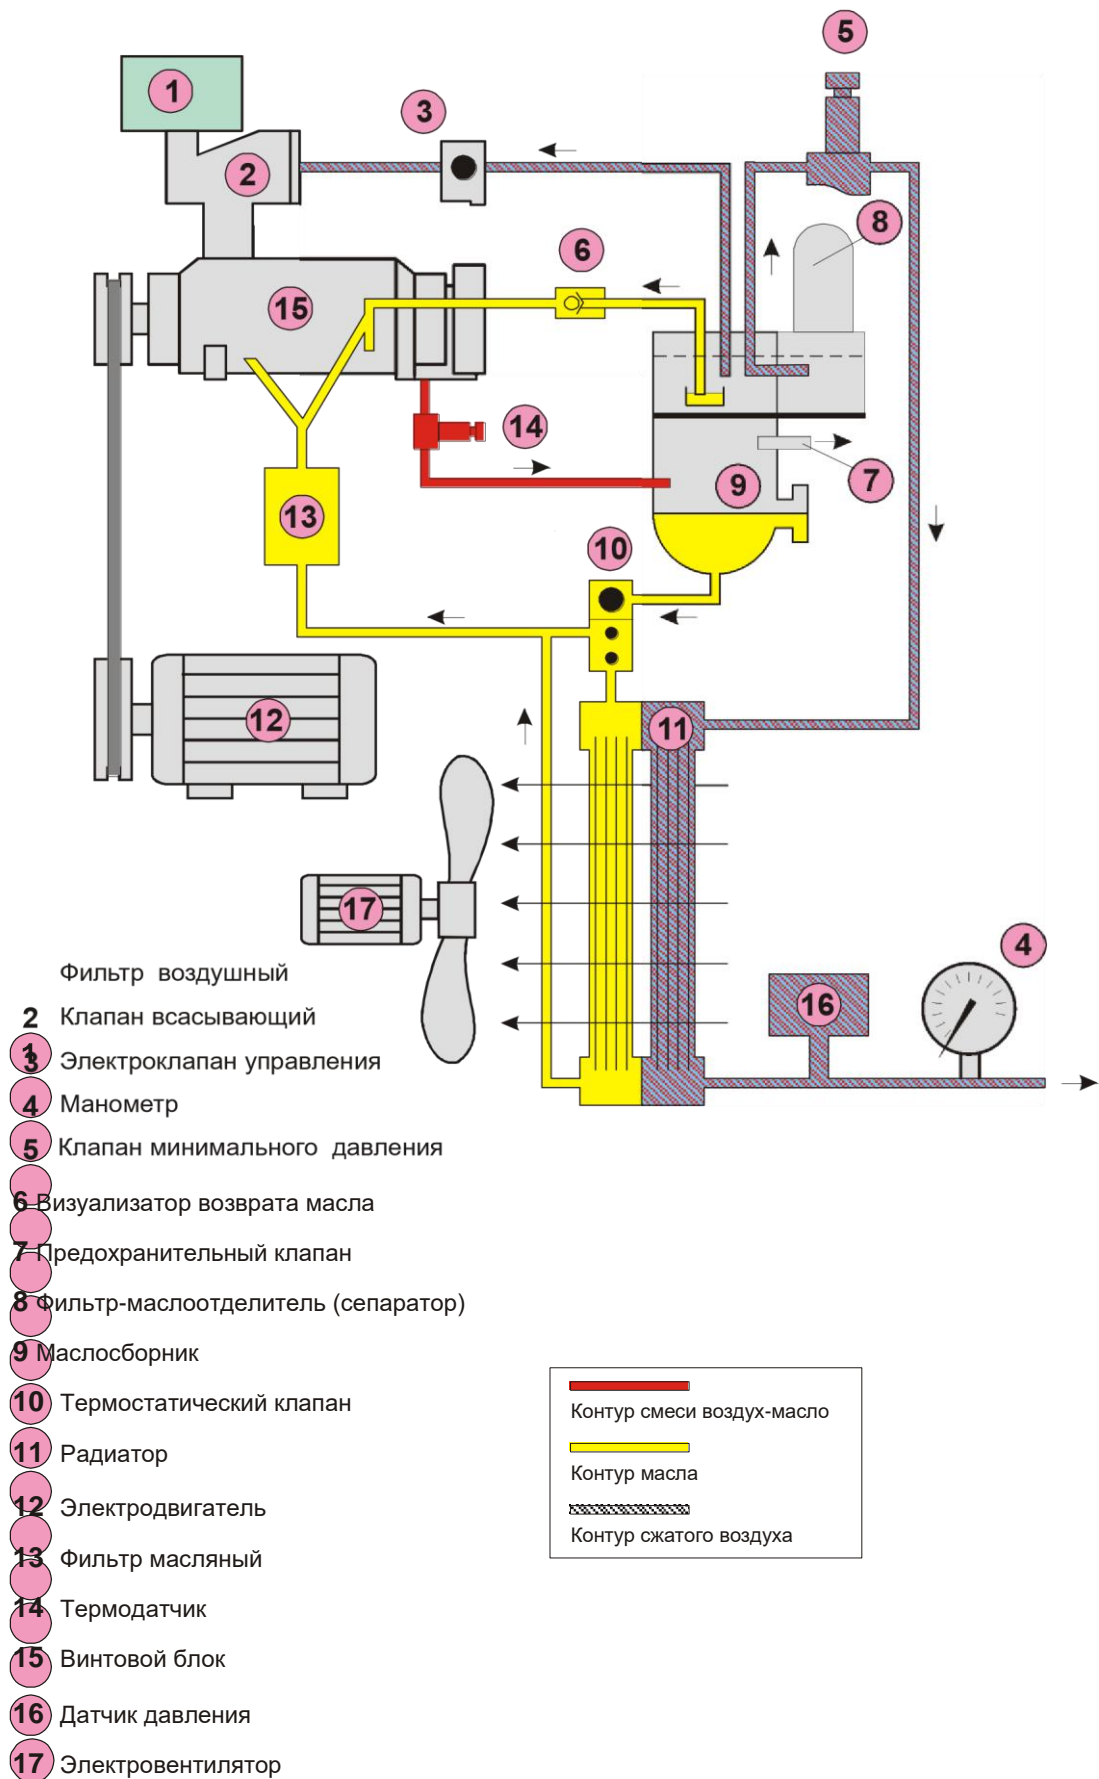 5
1
3
2
8
6
15
14
7
9
13
10
11
12
17
4
16
Фильтр воздушный
2 Клапан всасывающий
1
3 Электроклапан управления
4 Манометр
5 Клапан минимального давления
6 Визуализатор возврата масла
7 Предохранительный клапан
8 Фильтр-маслоотделитель (сепаратор)
9 Маслосборник
10 Термостатический клапан
11 Радиатор
12 Электродвигатель
13 Фильтр масляный
14 Термодатчик
15 Винтовой блок
16 Датчик давления
17 Электровентилятор
Контур смеси воздух-масло
Контур масла
Контур сжатого воздуха